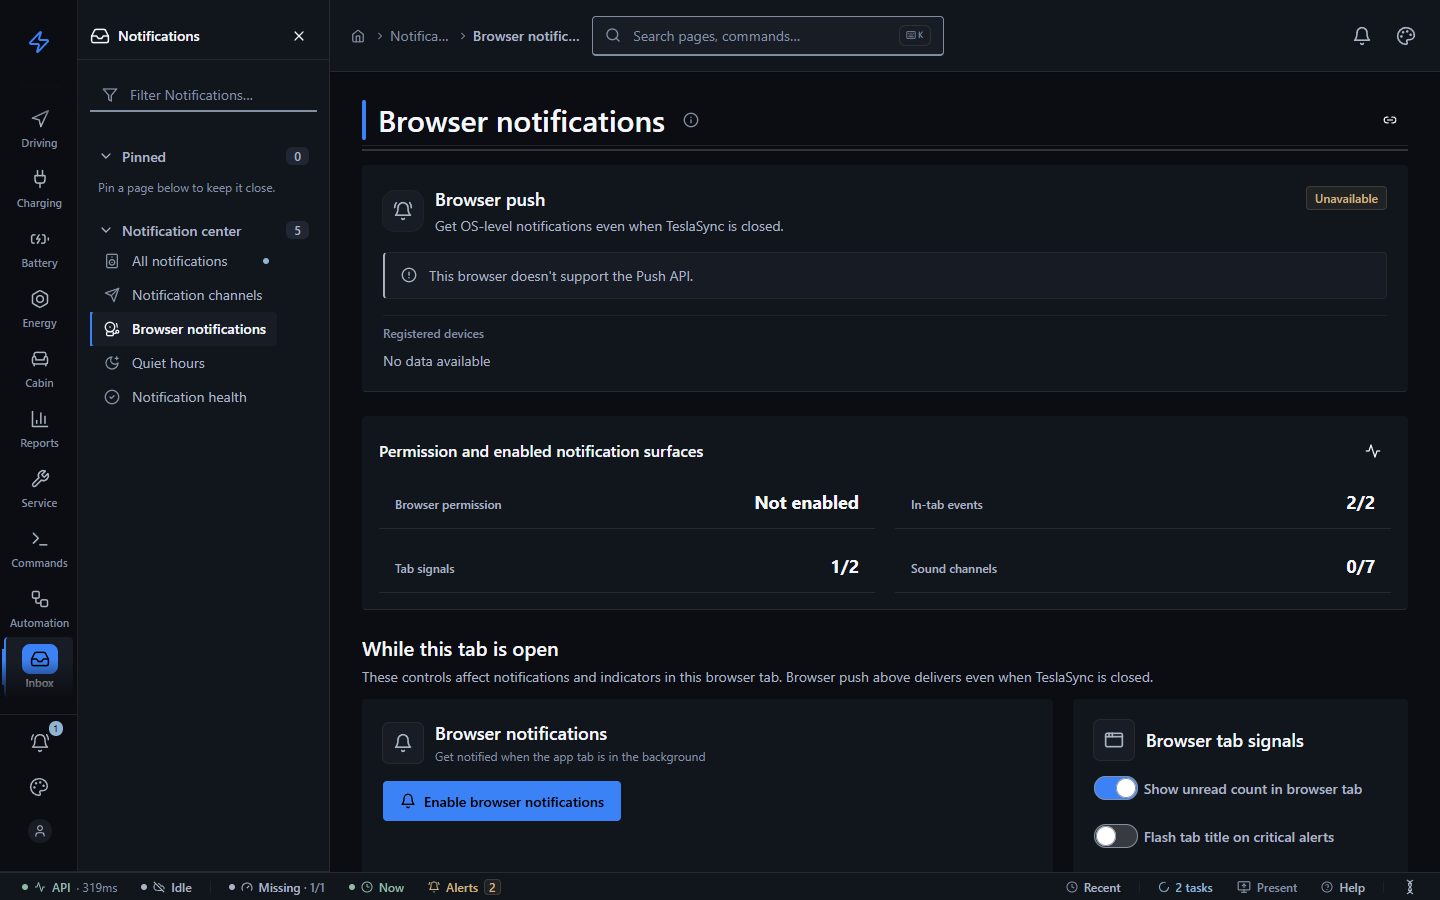 Notifications
Notifica...
Browser notific...
Search pages, commands...
K
Filter Notifications...
Driving
Charging
Battery
Energy
Cabin
Reports
Service
Commands
Automation
Inbox
1
Pinned
0
Pin a page below to keep it close.
Notification center
5
All notifications
Notification channels
Browser notifications
Quiet hours
Notification health
Browser notifications
Browser push
Unavailable
Get OS-level notifications even when TeslaSync is closed.
This browser doesn't support the Push API.
Registered devices
No data available
Permission and enabled notification surfaces
Browser permission
Not enabled
In-tab events
2/2
Tab signals
1/2
Sound channels
0/7
While this tab is open
These controls affect notifications and indicators in this browser tab. Browser push above delivers even when TeslaSync is closed.
Browser notifications
Get notified when the app tab is in the background
Enable browser notifications
Browser tab signals
Show unread count in browser tab
Flash tab title on critical alerts
API · 319ms
Idle
Missing · 1/1
Now
Alerts 2
Recent
2 tasks
Present
Help